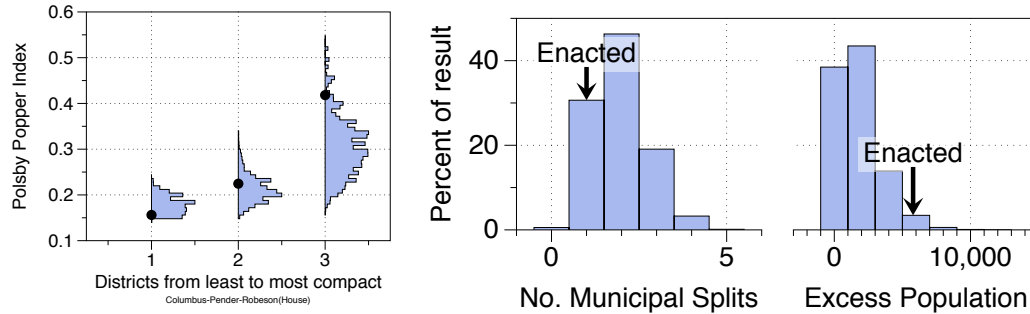 Polsby Popper Index
0.6
0.5
0.4
0.3
0.2
0.1
1 2 3
Districts from least to most compact
Columbus-Pender-Robeson(House)
Percent of result
40
20
0
Enacted
0 5
No. Municipal Splits
Enacted
0 10,000
Excess Population